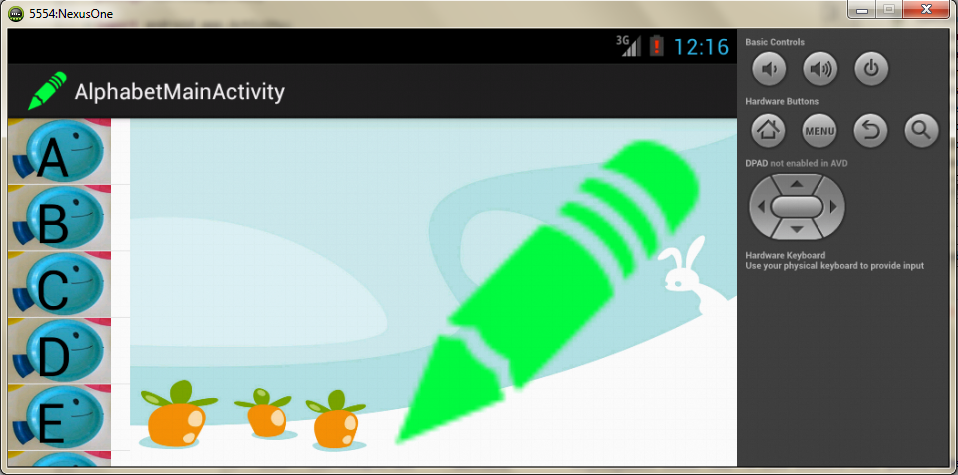 5554:NexusOne
3G
12:16
AlphabetMainActivity
A
B
C
D
E
Basic Controls
Hardware Buttons
MENU
DPAD not enabled in AVD
Hardware Keyboard
Use your physical keyboard to provide input